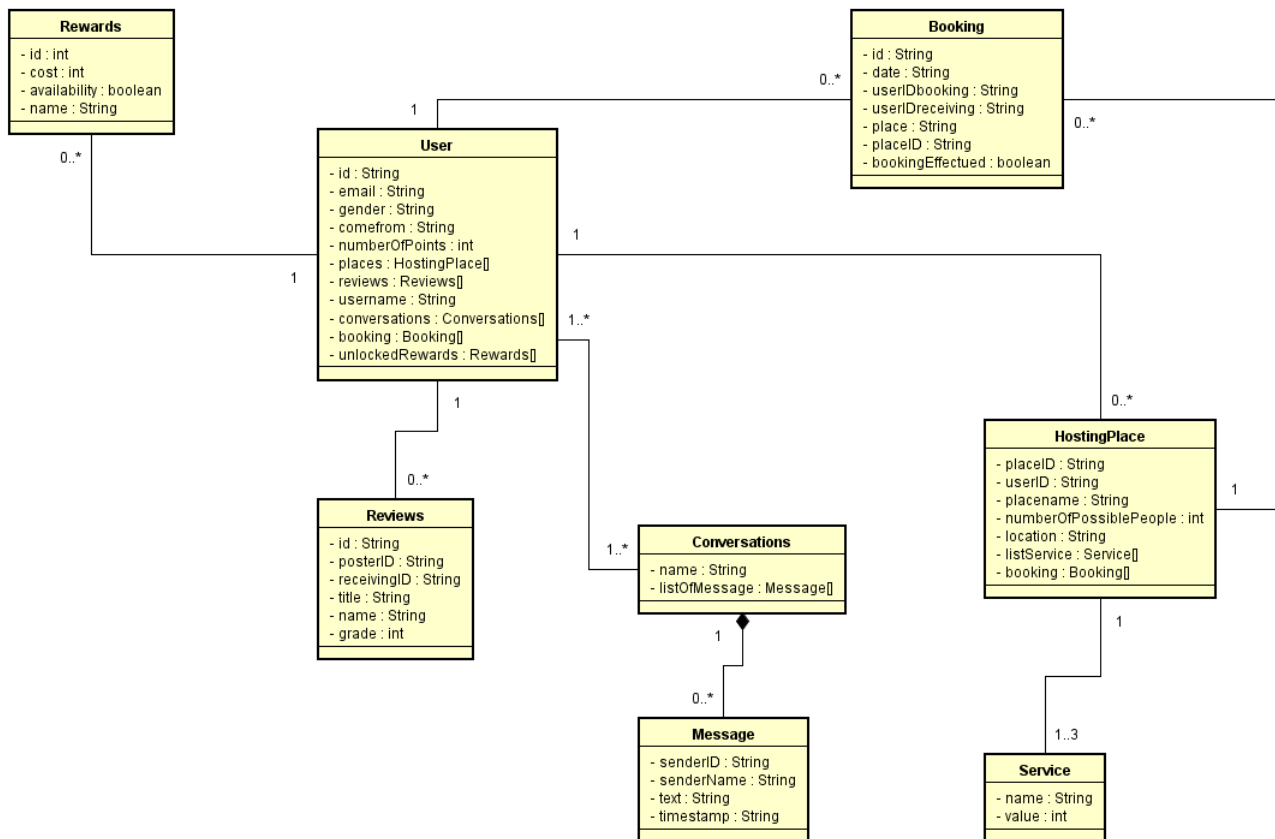 Rewards
- id : int
- cost : int
- availability : boolean
- name : String
0..*
1
Booking
- id : String
- date : String
- userIDbooking : String
- userIDreceiving : String
- place : String
- placeID : String
- bookingEffectued : boolean
0..*
0..*
1
User
- id : String
- email : String
- gender : String
- comefrom : String
- numberOfPoints : int
- places : HostingPlace[]
- reviews : Reviews[]
- username : String
- conversations : Conversations[]
- booking : Booking[]
- unlockedRewards : Rewards[]
1
1..*
1
0..*
HostingPlace
- placeID : String
- userID : String
- placename : String
- numberOfPossiblePeople : int
- location : String
- listService : Service[]
- booking : Booking[]
1
1
0..*
Reviews
- id : String
- posterID : String
- receivingID : String
- title : String
- name : String
- grade : int
1..*
Conversations
- name : String
- listOfMessage : Message[]
1
0..*
Message
- senderID : String
- senderName : String
- text : String
- timestamp : String
1..3
Service
- name : String
- value : int